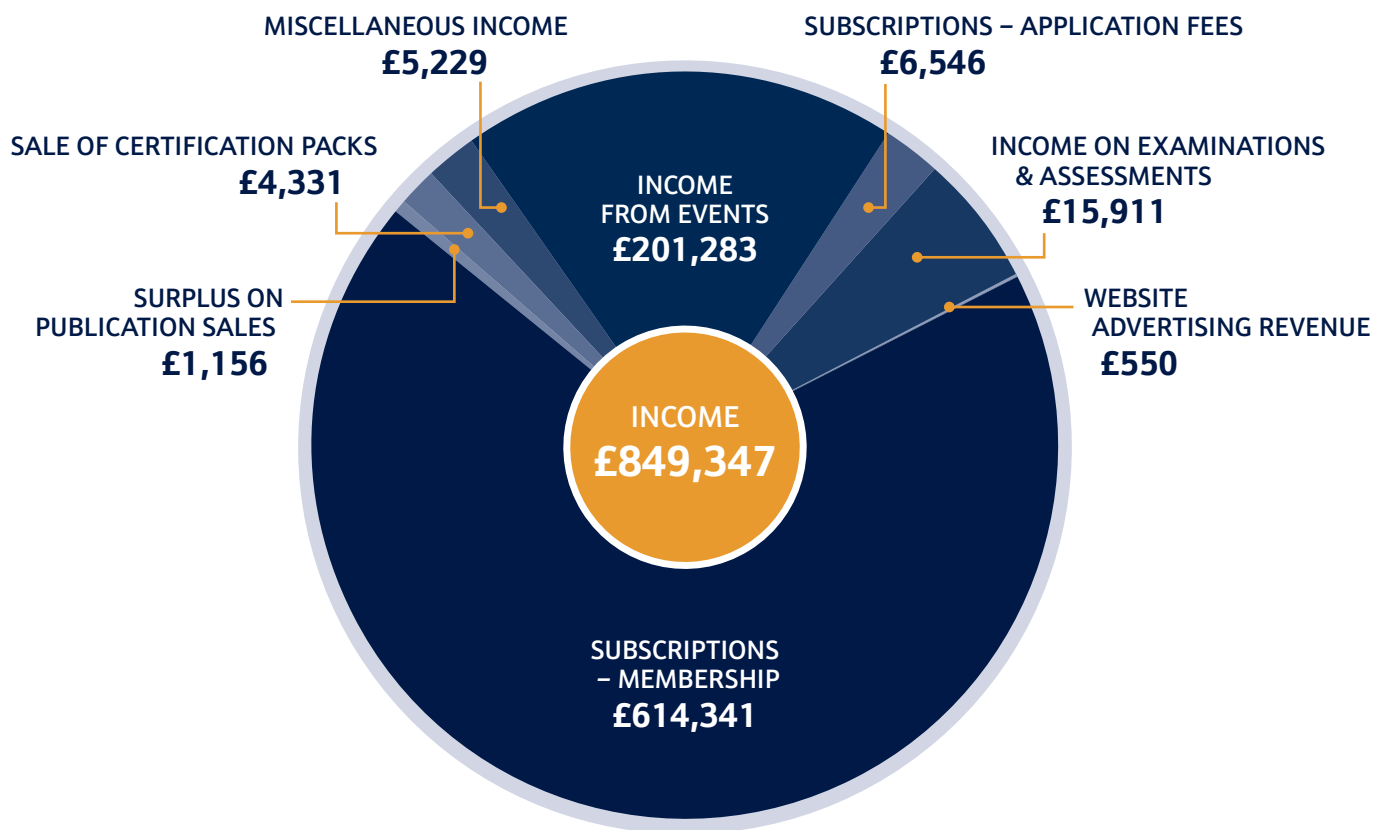 MISCELLANEOUS INCOME
£5,229
SUBSCRIPTIONS – APPLICATION FEES
£6,546
SALE OF CERTIFICATION PACKS
£4,331
INCOME ON EXAMINATIONS
& ASSESSMENTS
£15,911
INCOME
FROM EVENTS
£201,283
SURPLUS ON
PUBLICATION SALES
£1,156
WEBSITE
ADVERTISING REVENUE
£550
INCOME
£849,347
SUBSCRIPTIONS
– MEMBERSHIP
£614,341